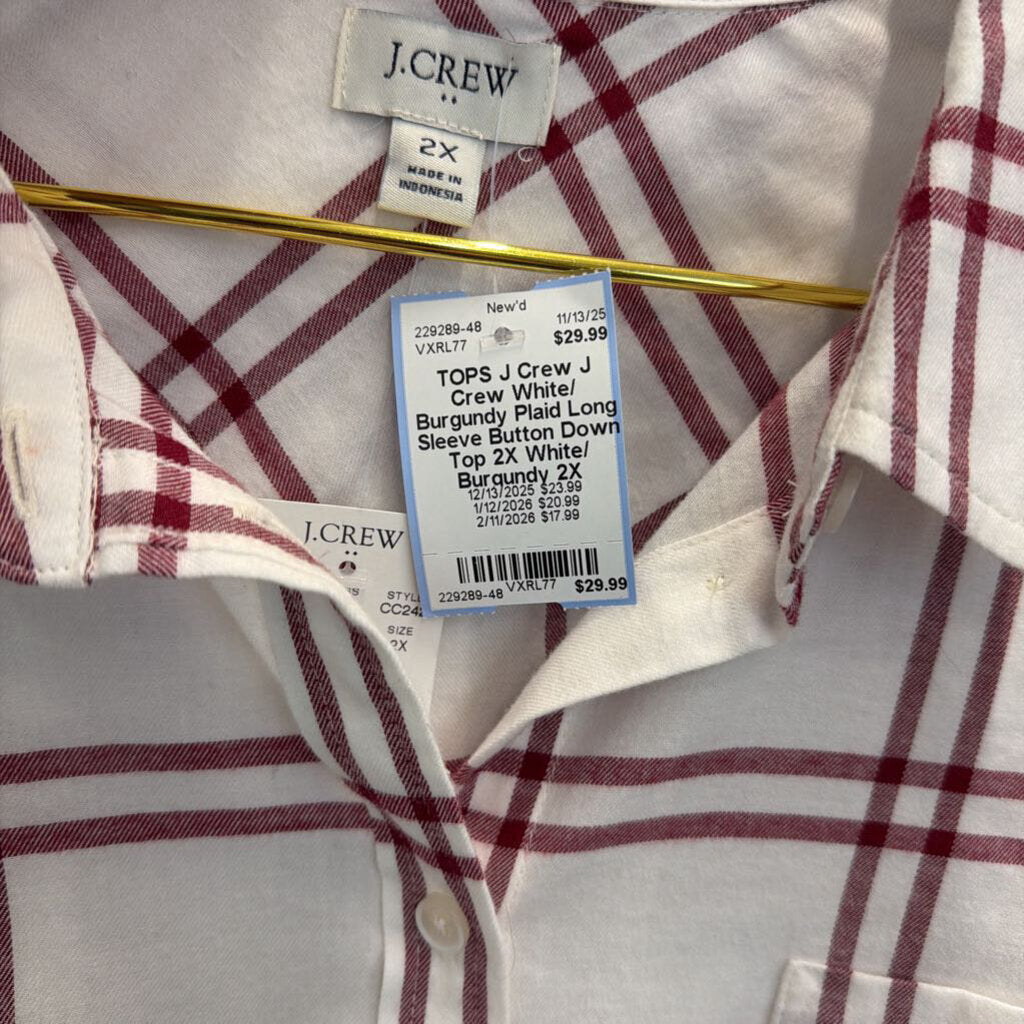 J.CREW
2X
MADE IN
INDONESIA
New'd
229289-48 11/13/25
VXRL77 $29.99
TOPS J Crew J
Crew White/
Burgundy Plaid Long
Sleeve Button Down
Top 2X White/
Burgundy 2X
12/13/2025 $23.99
1/12/2026 $20.99
2/11/2026 $17.99
VXRL77
229289-48 $29.99
J.CREW
SIZE
2X